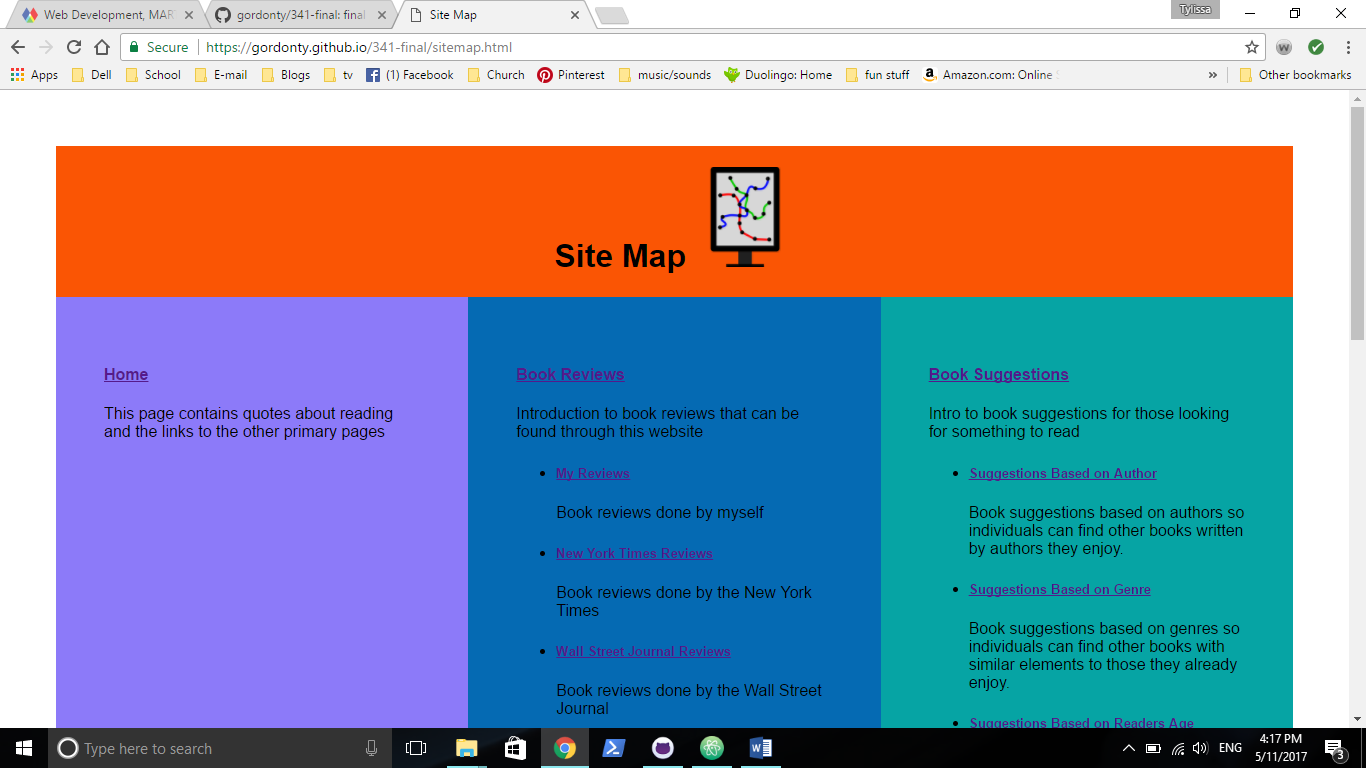 Tylissa
Web Development, MAR
gordonty/341-final: final
Site Map
Secure https://gordonty.github.io/341-final/sitemap.html
Apps Dell School E-mail Blogs tv (1) Facebook Church Pinterest music/sounds Duolingo: Home fun stuff Amazon.com: Online » Other bookmarks
Site Map
Home
This page contains quotes about reading
and the links to the other primary pages
Book Reviews
Introduction to book reviews that can be
found through this website
• My Reviews
Book reviews done by myself
• New York Times Reviews
Book reviews done by the New York
Times
• Wall Street Journal Reviews
Book reviews done by the Wall Street
Journal
Book Suggestions
Intro to book suggestions for those looking
for something to read
• Suggestions Based on Author
Book suggestions based on authors so
individuals can find other books written
by authors they enjoy.
• Suggestions Based on Genre
Book suggestions based on genres so
individuals can find other books with
similar elements to those they already
enjoy.
• Suggestions Based on Readers Age
Type here to search
ENG
4:17 PM
5/11/2017
3